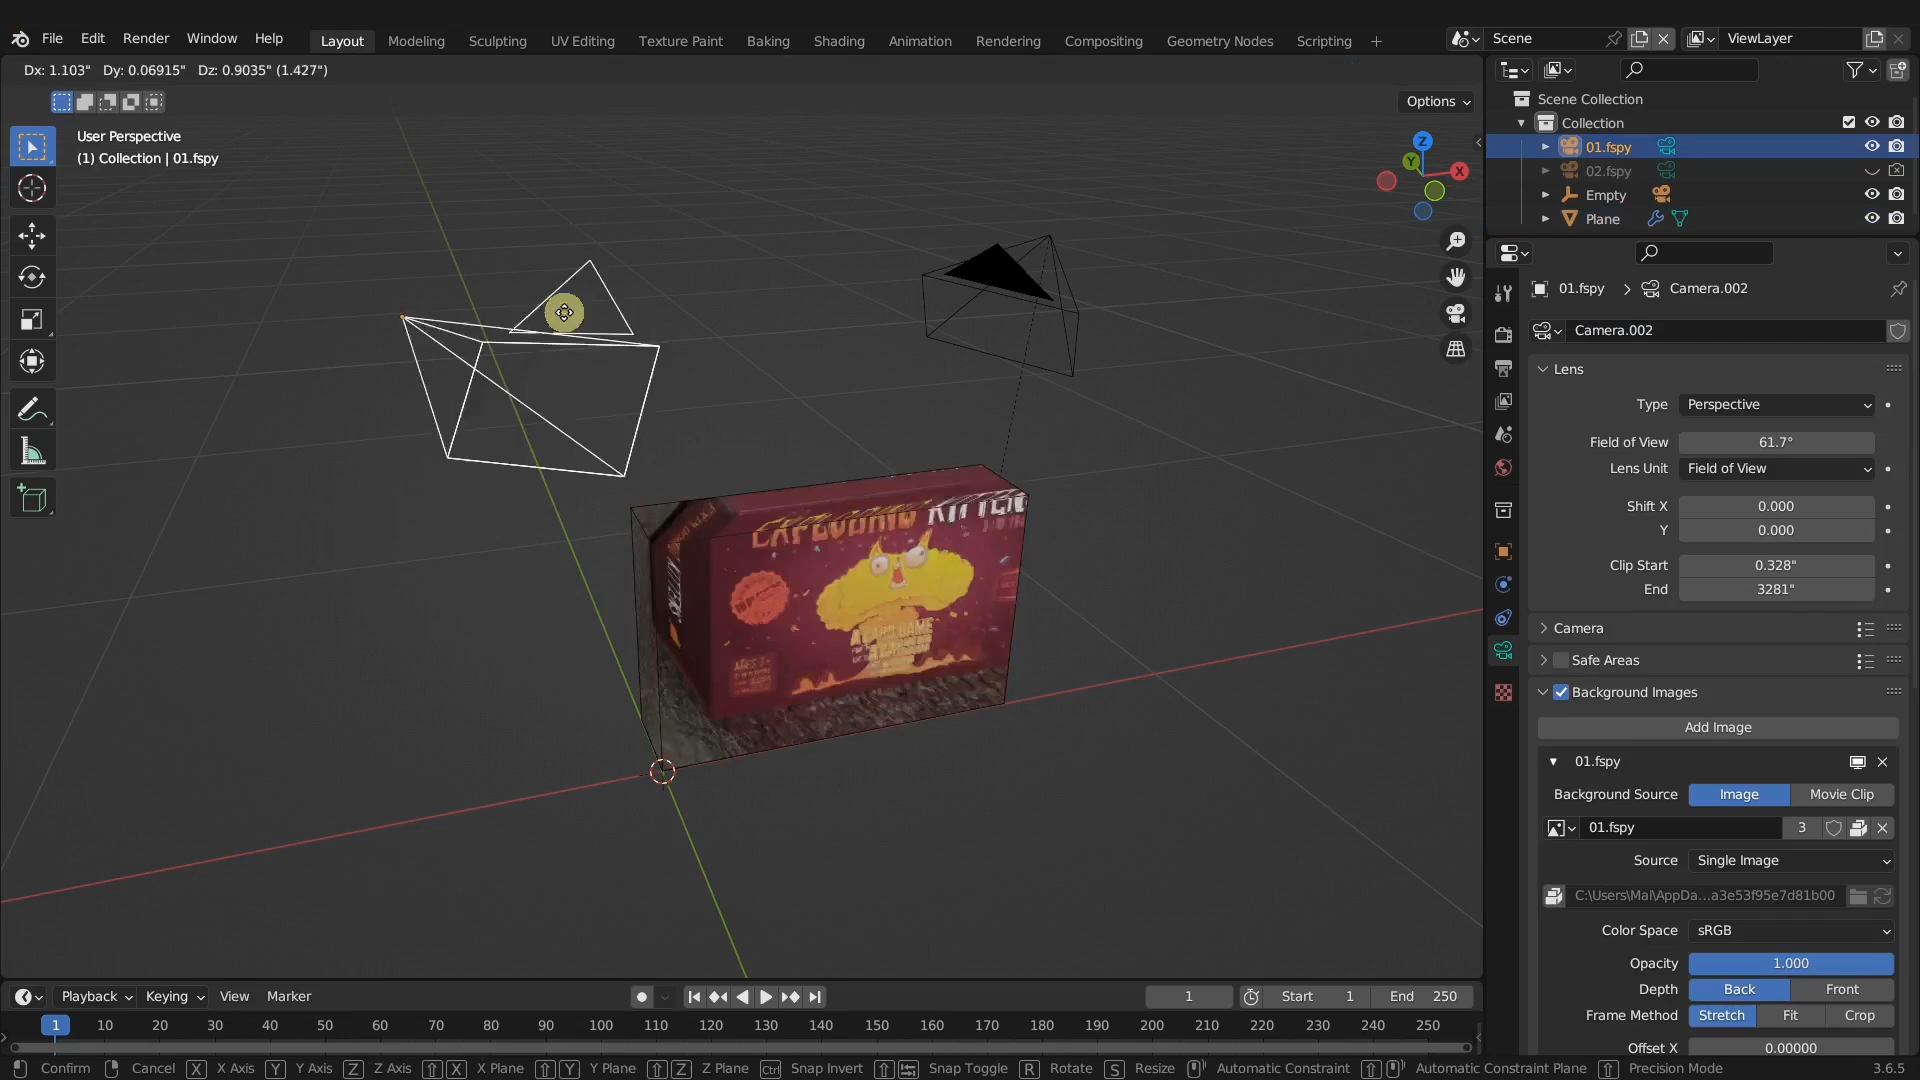 File Edit Render Window Help Layout Modeling Sculpting UV Editing Texture Paint Baking Shading Animation Rendering Compositing Geometry Nodes Scripting + Scene ViewLayer
Dx: 1.103" Dy: 0.06915" Dz: 0.9035" (1.427")
Options
User Perspective
(1) Collection | 01.fspy
Z
Y
X
EXPLODING KITTENS
A CARD GAME
AGES 7+
Scene Collection
Collection
01.fspy
02.fspy
Empty
Plane
01.fspy > Camera.002
Camera.002
Lens
Type Perspective
Field of View 61.7°
Lens Unit Field of View
Shift X 0.000
Y 0.000
Clip Start 0.328"
End 3281"
Camera
Safe Areas
Background Images
Add Image
01.fspy
Background Source Image Movie Clip
01.fspy 3
Source Single Image
C:\Users\Mal\AppDa...a3e53f95e7d81b00
Color Space sRGB
Opacity 1.000
Depth Back Front
Frame Method Stretch Fit Crop
Offset X 0.00000
Playback Keying View Marker 1 Start 1 End 250
1 10 20 30 40 50 60 70 80 90 100 110 120 130 140 150 160 170 180 190 200 210 220 230 240 250
Confirm Cancel X X Axis Y Y Axis Z Z Axis X X Plane Y Y Plane Z Z Plane Ctrl Snap Invert Snap Toggle R Rotate S Resize Automatic Constraint Automatic Constraint Plane Precision Mode 3.6.5